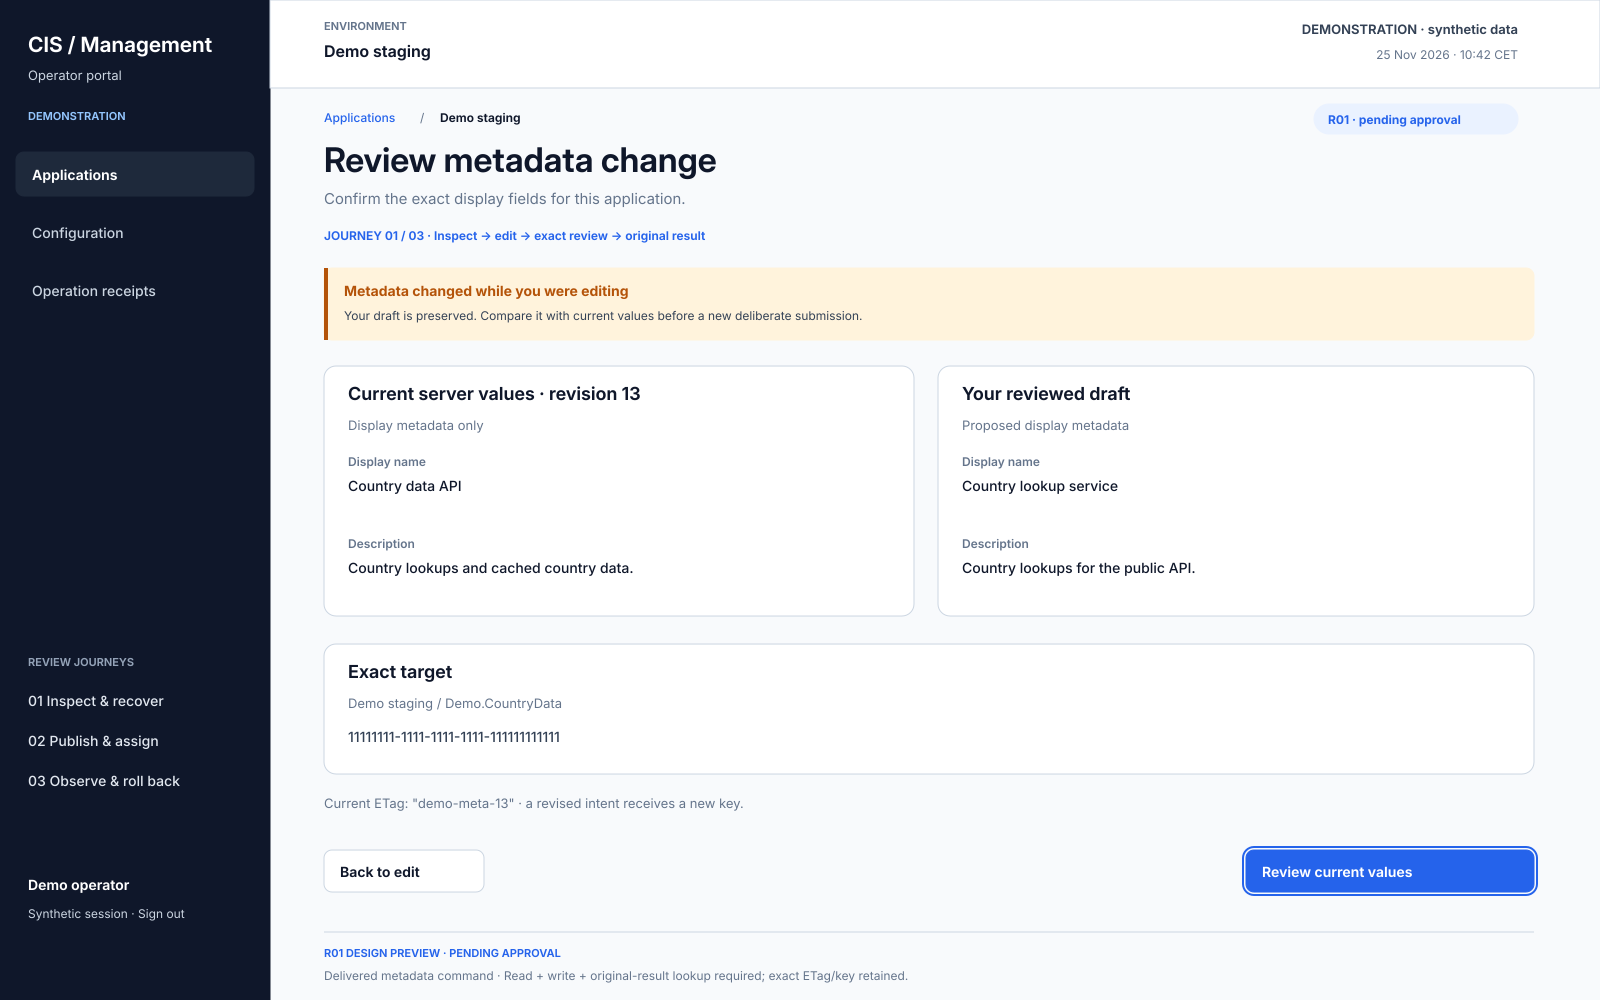 CIS / Management
Operator portal
DEMONSTRATION
Applications
Configuration
Operation receipts
REVIEW JOURNEYS
01 Inspect & recover
02 Publish & assign
03 Observe & roll back
Demo operator
Synthetic session · Sign out
ENVIRONMENT
Demo staging
DEMONSTRATION · synthetic data
25 Nov 2026 · 10:42 CET
Applications / Demo staging
R01 · pending approval
Review metadata change
Confirm the exact display fields for this application.
JOURNEY 01 / 03 · Inspect → edit → exact review → original result
Metadata changed while you were editing
Your draft is preserved. Compare it with current values before a new deliberate submission.
Current server values · revision 13
Display metadata only
Display name
Country data API
Description
Country lookups and cached country data.
Your reviewed draft
Proposed display metadata
Display name
Country lookup service
Description
Country lookups for the public API.
Exact target
Demo staging / Demo.CountryData
11111111-1111-1111-1111-111111111111
Current ETag: "demo-meta-13" · a revised intent receives a new key.
Back to edit
Review current values
R01 DESIGN PREVIEW · PENDING APPROVAL
Delivered metadata command · Read + write + original-result lookup required; exact ETag/key retained.